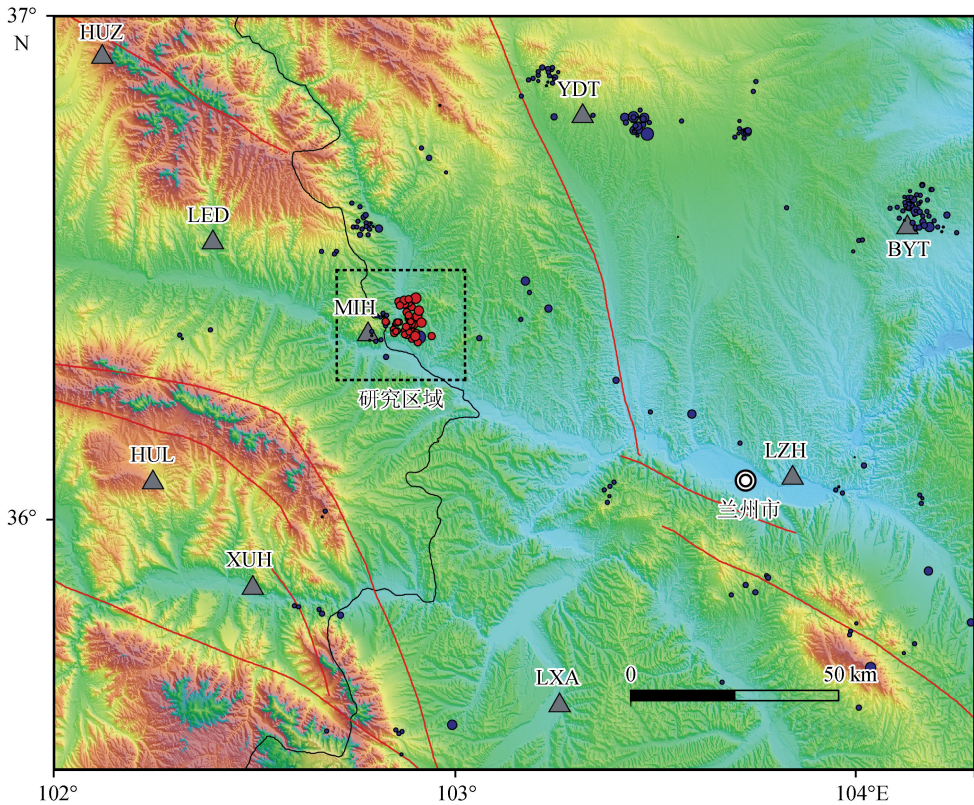 37°
N
HUZ
YDT
LED
BYT
MIH
研究区域
HUL
LZH
兰州市
36°
XUH
LXA
0
50 km
102°
103°
104°E